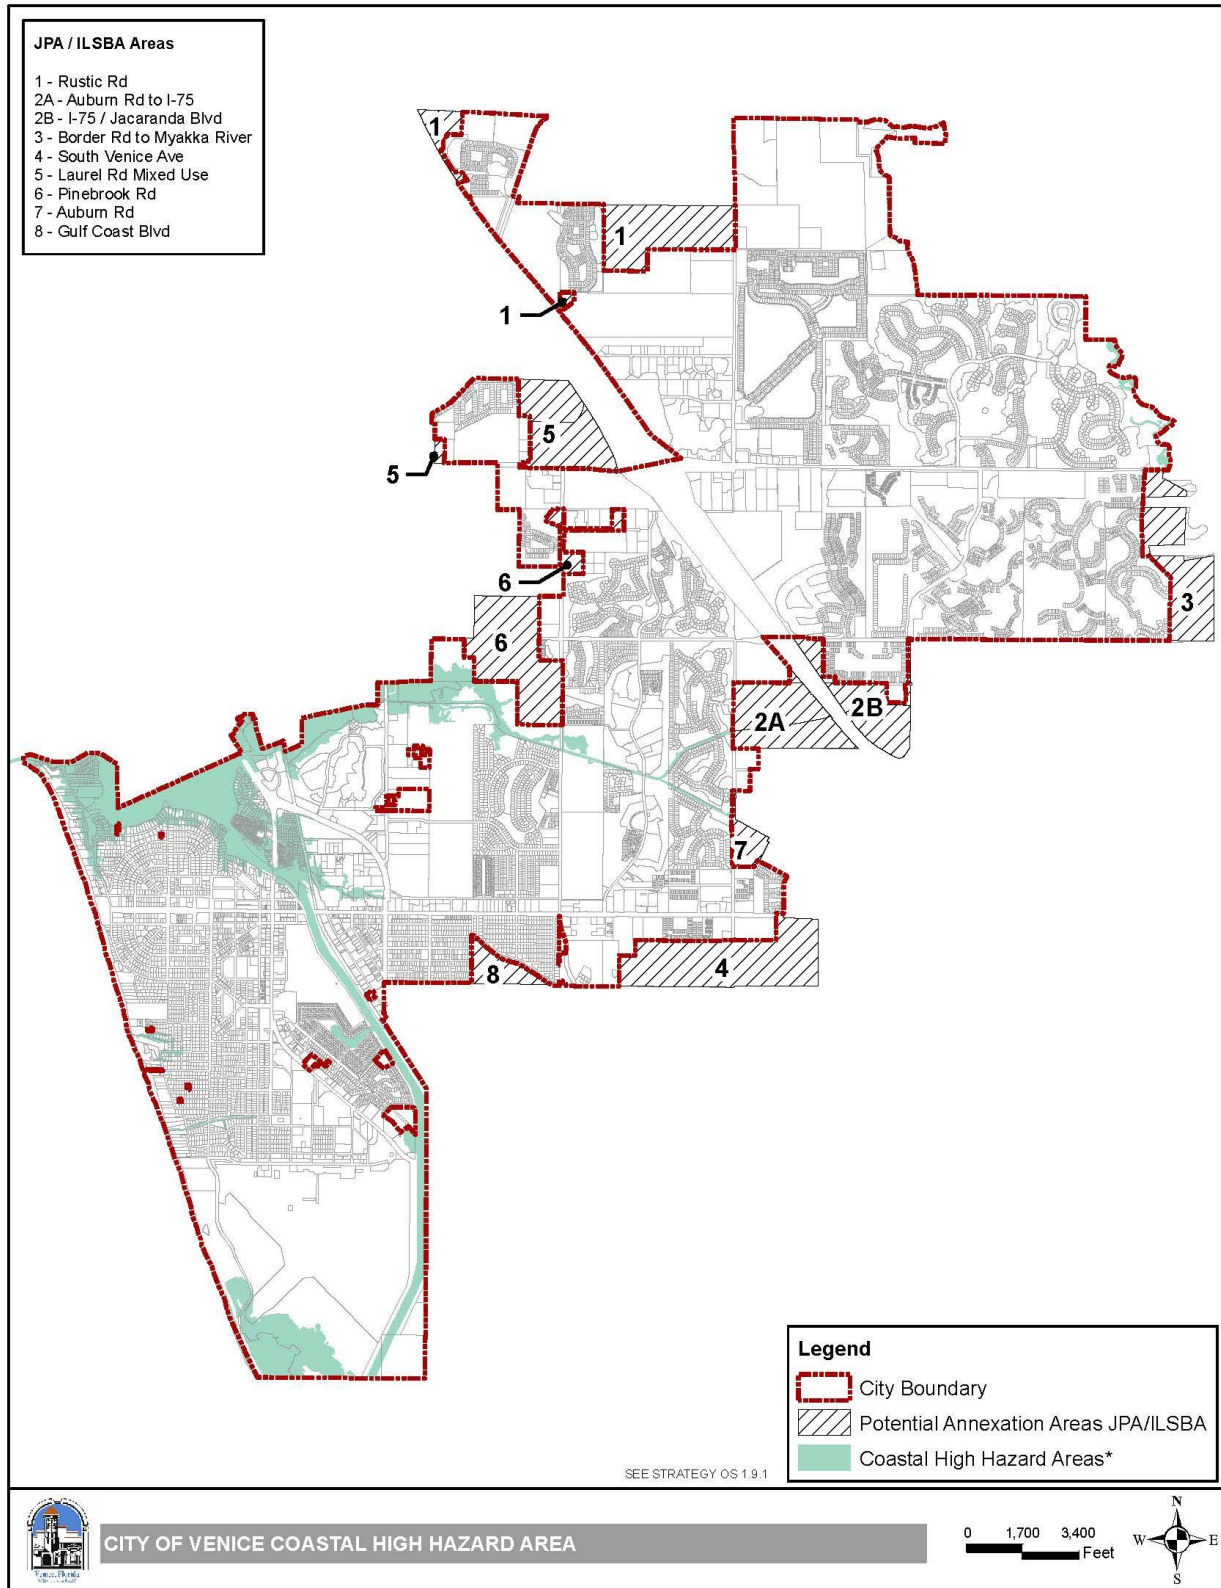 JPA / ILSBA Areas
1 - Rustic Rd
2A - Auburn Rd to I-75
2B - I-75 / Jacaranda Blvd
3 - Border Rd to Myakka River
4 - South Venice Ave
5 - Laurel Rd Mixed Use
6 - Pinebrook Rd
7 - Auburn Rd
8 - Gulf Coast Blvd
1
1
1
5
5
6
3
6
2A
2B
7
4
8
Legend
City Boundary
Potential Annexation Areas JPA/ILSBA
Coastal High Hazard Areas*
SEE STRATEGY OS 1.9.1
CITY OF VENICE COASTAL HIGH HAZARD AREA
Venice, Florida
0 1,700 3,400
Feet
N
W E
S